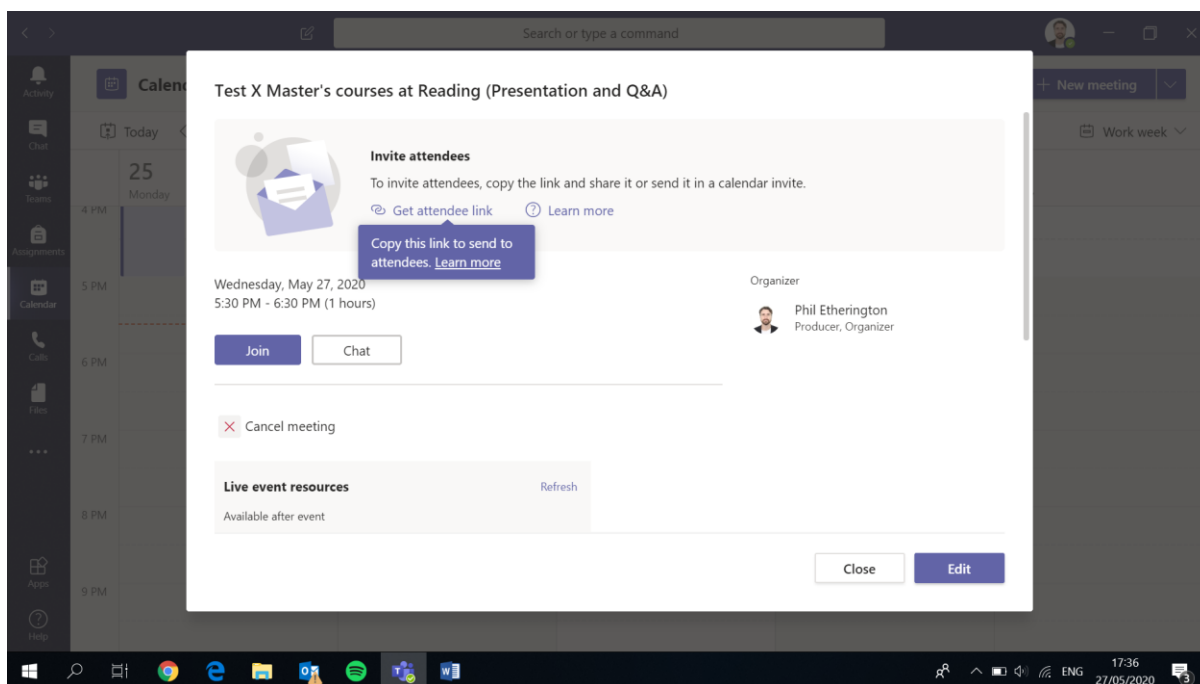 Search or type a command
Activity
Chat
Teams
Assignments
Calendar
Calls
Files
Apps
Help
Calen
New meeting
Today
Work week
25
Monday
4 PM
5 PM
6 PM
7 PM
8 PM
9 PM
Test X Master's courses at Reading (Presentation and Q&A)
Invite attendees
To invite attendees, copy the link and share it or send it in a calendar invite.
Get attendee link Learn more
Copy this link to send to
attendees. Learn more
Wednesday, May 27, 2020
5:30 PM - 6:30 PM (1 hours)
Organizer
Phil Etherington
Producer, Organizer
Join Chat
Cancel meeting
Live event resources Refresh
Available after event
Close Edit
ENG
17:36
27/05/2020
3